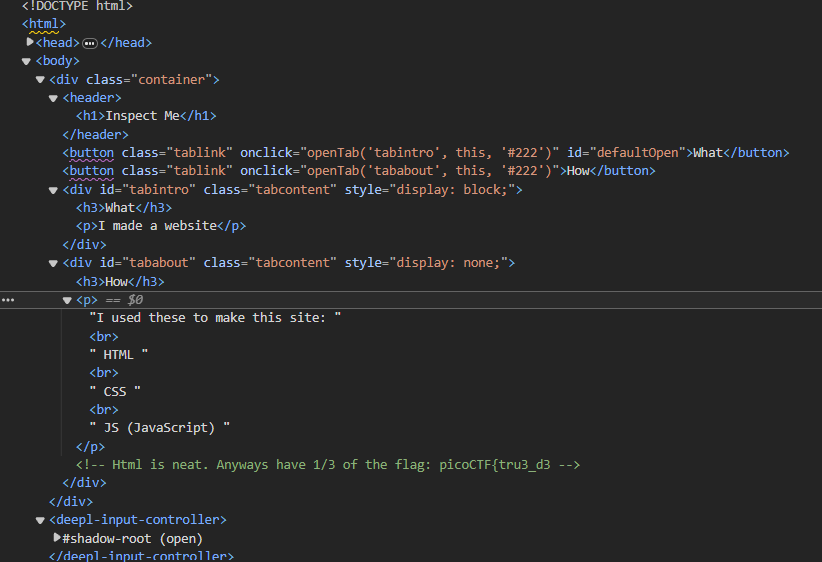 <!DOCTYPE html>
<html>
<head>••• </head>
<body>
<div class="container">
<header>
<h1>Inspect Me</h1>
</header>
<button class="tablink" onclick="openTab('tabintro', this, '#222')" id="defaultOpen">What</button>
<button class="tablink" onclick="openTab('tababout', this, '#222')">How</button>
<div id="tabintro" class="tabcontent" style="display: block;">
<h3>What</h3>
<p>I made a website</p>
</div>
<div id="tababout" class="tabcontent" style="display: none;">
<h3>How</h3>
••• <p> == $0
"I used these to make this site: "
<br>
" HTML "
<br>
" CSS "
<br>
" JS (JavaScript) "
</p>
<!-- Html is neat. Anyways have 1/3 of the flag: picoCTF{tru3_d3 -->
</div>
</div>
<deepl-input-controller>
#shadow-root (open)
</deepl-input-controller>